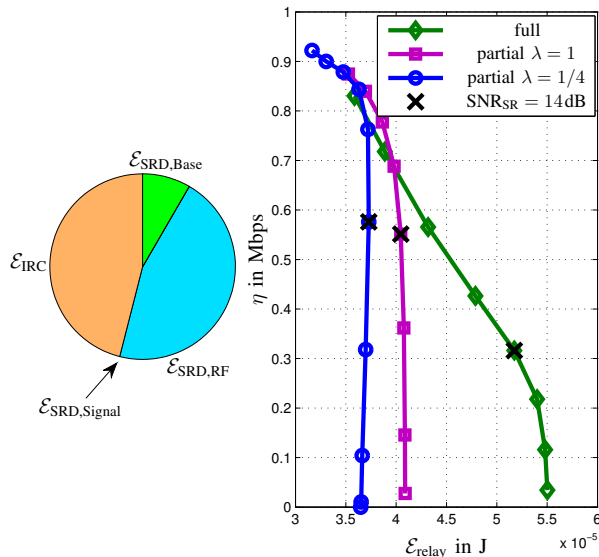 ℰSRD,Base
ℰIRC
ℰSRD,RF
ℰSRD,Signal
full
partial λ = 1
partial λ = 1/4
SNRSR = 14dB
η in Mbps
1
0.9
0.8
0.7
0.6
0.5
0.4
0.3
0.2
0.1
0
3 3.5 4 4.5 5 5.5 6
x 10⁻⁵
ℰrelay in J